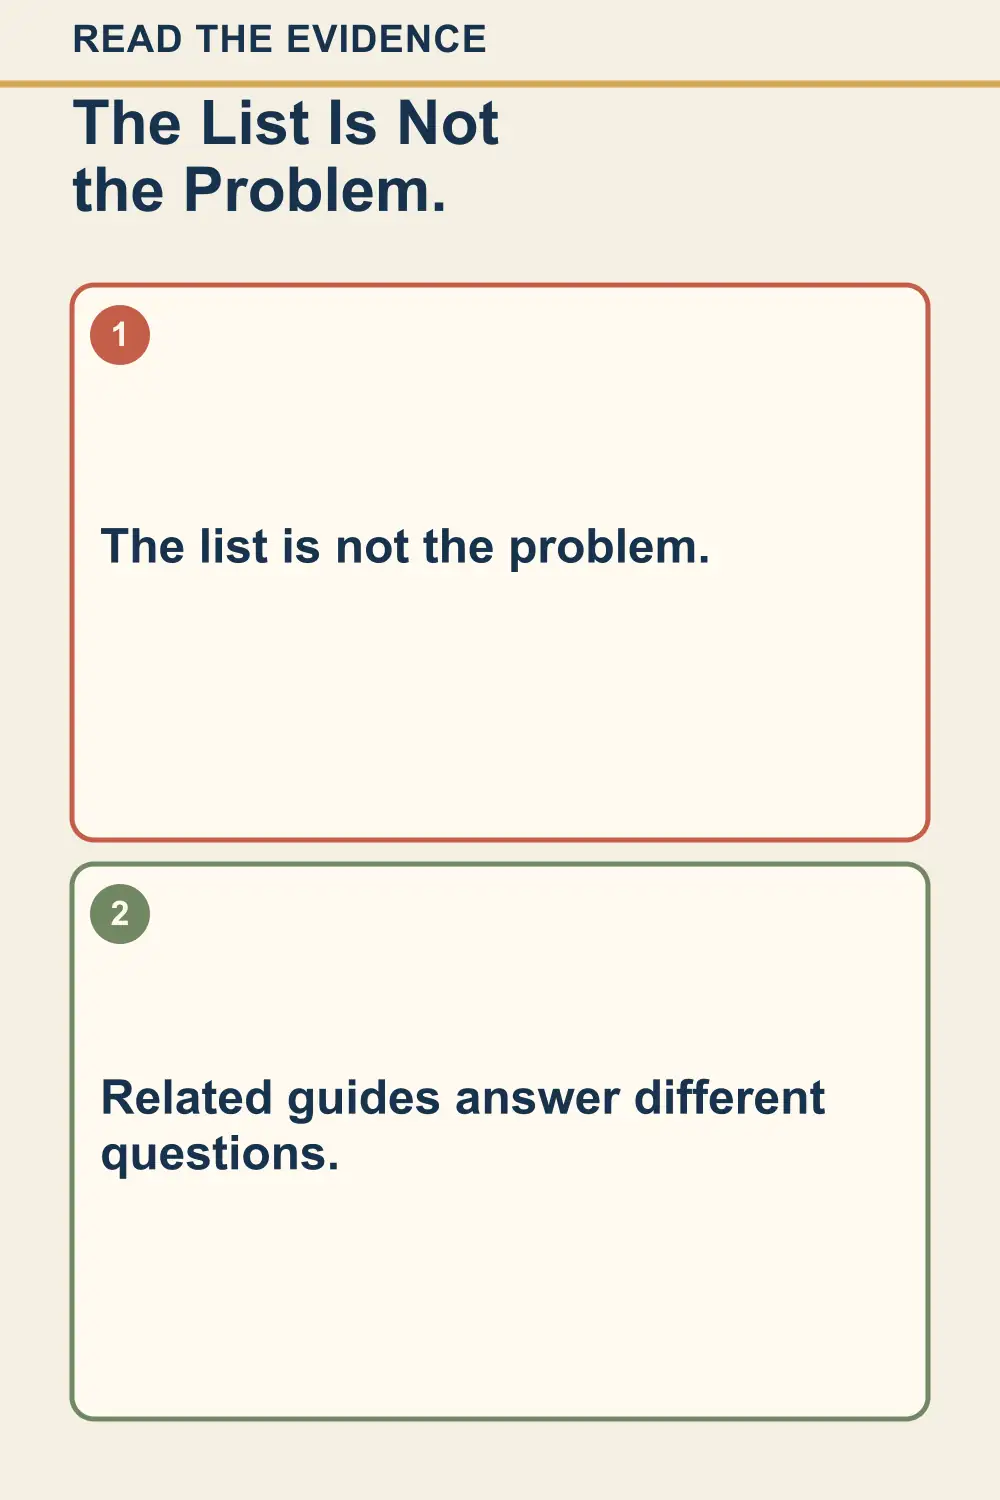 READ THE EVIDENCE
The List Is Not
the Problem.
1
The list is not the problem.
2
Related guides answer different
questions.